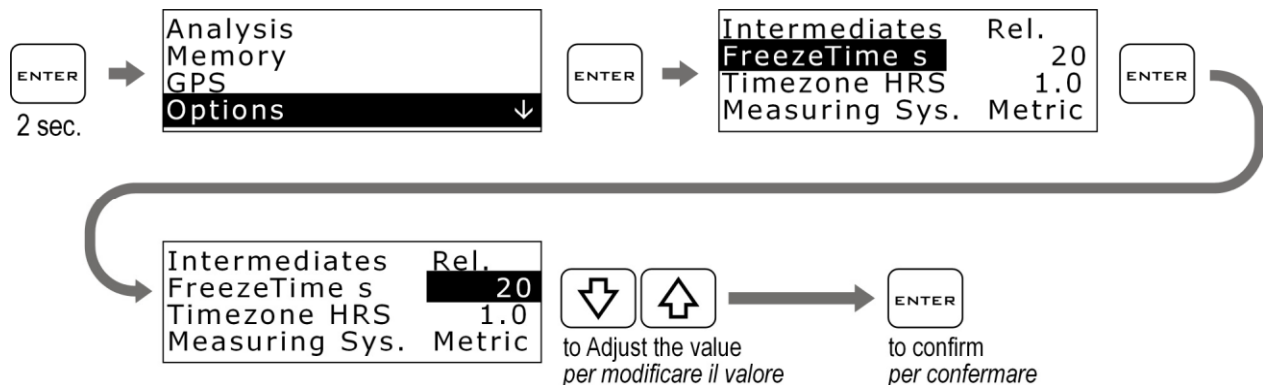 ENTER
2 sec.
Analysis
Memory
GPS
Options ↓
ENTER
Intermediates Rel.
FreezeTime s 20
Timezone HRS 1.0
Measuring Sys. Metric
ENTER
Intermediates Rel.
FreezeTime s 20
Timezone HRS 1.0
Measuring Sys. Metric
to Adjust the value
per modificare il valore
ENTER
to confirm
per confermare